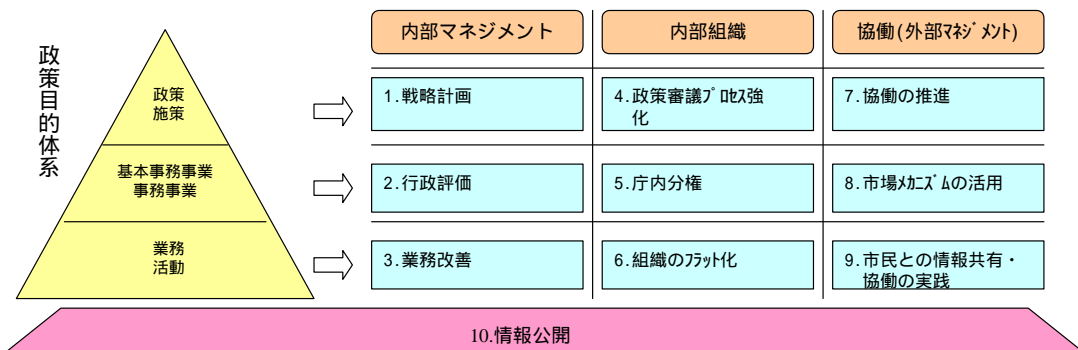 政策目的体系
政策
施策
基本事務事業
事務事業
業務
活動
内部マネジメント
内部組織
協働(外部ﾏﾈｼﾞﾒﾝﾄ)
1.戦略計画
4.政策審議ﾌﾟﾛｾｽ強
化
7.協働の推進
2.行政評価
5.庁内分権
8.市場ﾒｶﾆｽﾞﾑの活用
3.業務改善
6.組織のﾌﾗｯﾄ化
9.市民との情報共有・
協働の実践
10.情報公開